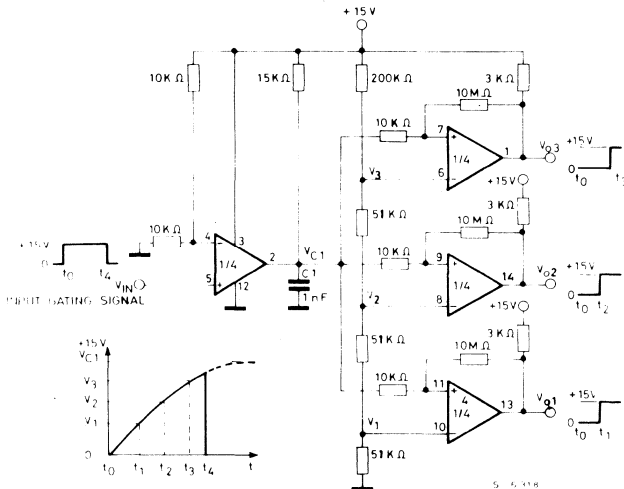 +15V
10KΩ
15KΩ
200KΩ
3KΩ
10MΩ
10KΩ
7
+
1
Vo3
+15V
0
t0
1/4
6
-
V3
+15V
3KΩ
51KΩ
10MΩ
10KΩ
10KΩ
+15V
0
t0
t4
4
-
3
1/4
2
VC1
5
+
12
C1
1nF
VIN
INPUT GATING SIGNAL
9
+
14
Vo2
+15V
0
t0
t2
1/4
8
-
V2
+15V
3KΩ
51KΩ
10MΩ
10KΩ
11
+
4
13
Vo1
+15V
0
t0
t1
1/4
10
-
V1
51KΩ
+15V
VC1
V3
V2
V1
0
t0
t1
t2
t3
t4
t
S-6318